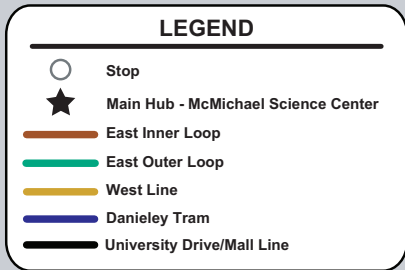 LEGEND
Stop
Main Hub - McMichael Science Center
East Inner Loop
East Outer Loop
West Line
Danieley Tram
University Drive/Mall Line